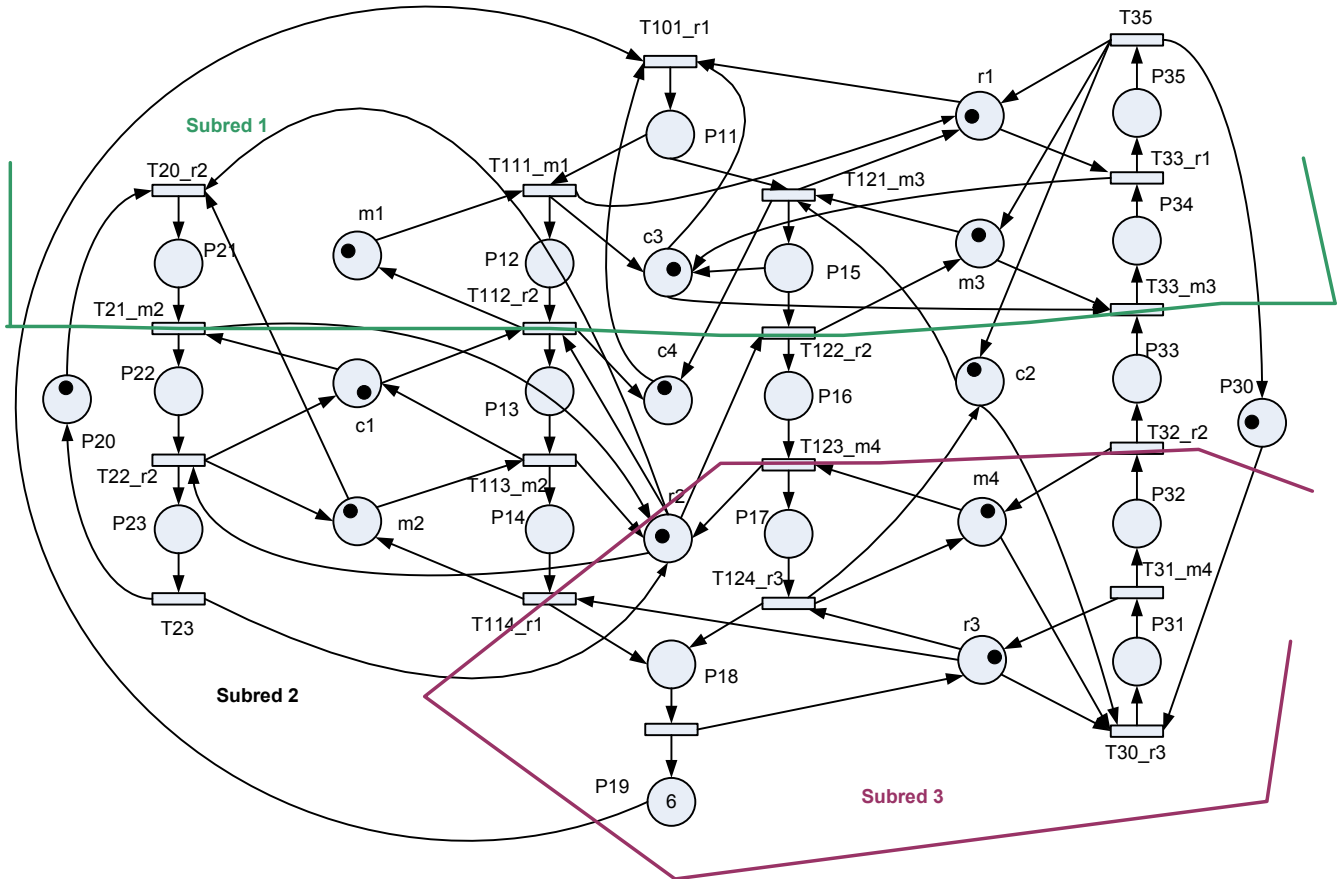 T35
T101_r1
r1
P35
Subred 1
P11
T33_r1
T20_r2
T111_m1
T121_m3
P34
m1
c3
P21
P12
P15
m3
T33_m3
T21_m2
T112_r2
T122_r2
c4
P33
P22
c2
P30
P13
P16
c1
P20
T32_r2
T123_m4
T22_r2
T113_m2
m4
r2
P32
P23
m2
P14
P17
T31_m4
T124_r3
T23
T114_r1
r3
P31
P18
Subred 2
T30_r3
P19
6
Subred 3